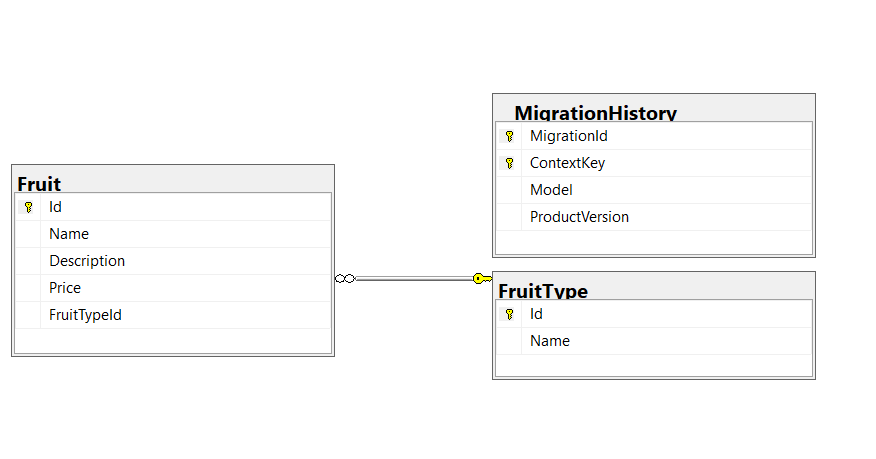 Fruit
Id
Name
Description
Price
FruitTypeId
MigrationHistory
MigrationId
ContextKey
Model
ProductVersion
FruitType
Id
Name